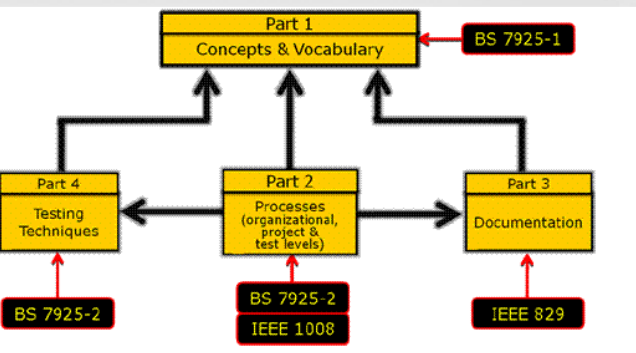 Part 1
Concepts & Vocabulary
BS 7925-1
Part 4
Testing
Techniques
Part 2
Processes
(organizational,
project &
test levels)
Part 3
Documentation
BS 7925-2
BS 7925-2
IEEE 1008
IEEE 829